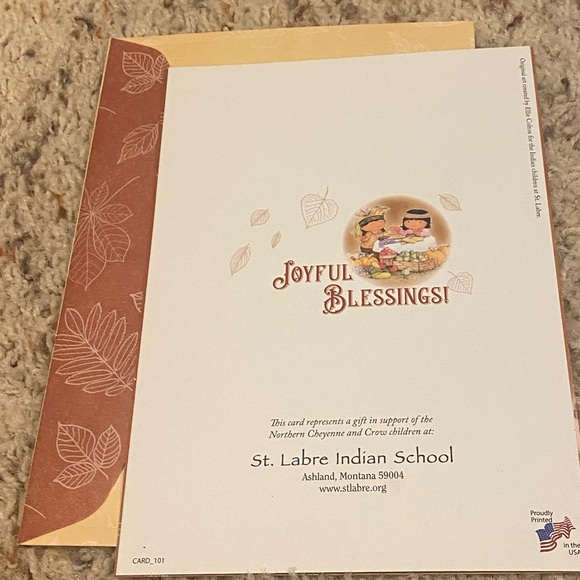 Original art created by Ellie Colton for the Indian children at St. Labre.
JOYFUL
BLESSINGS!
This card represents a gift in support of the
Northern Cheyenne and Crow children at:
St. Labre Indian School
Ashland, Montana 59004
www.stlabre.org
Proudly
Printed
in the
USA
CARD_101